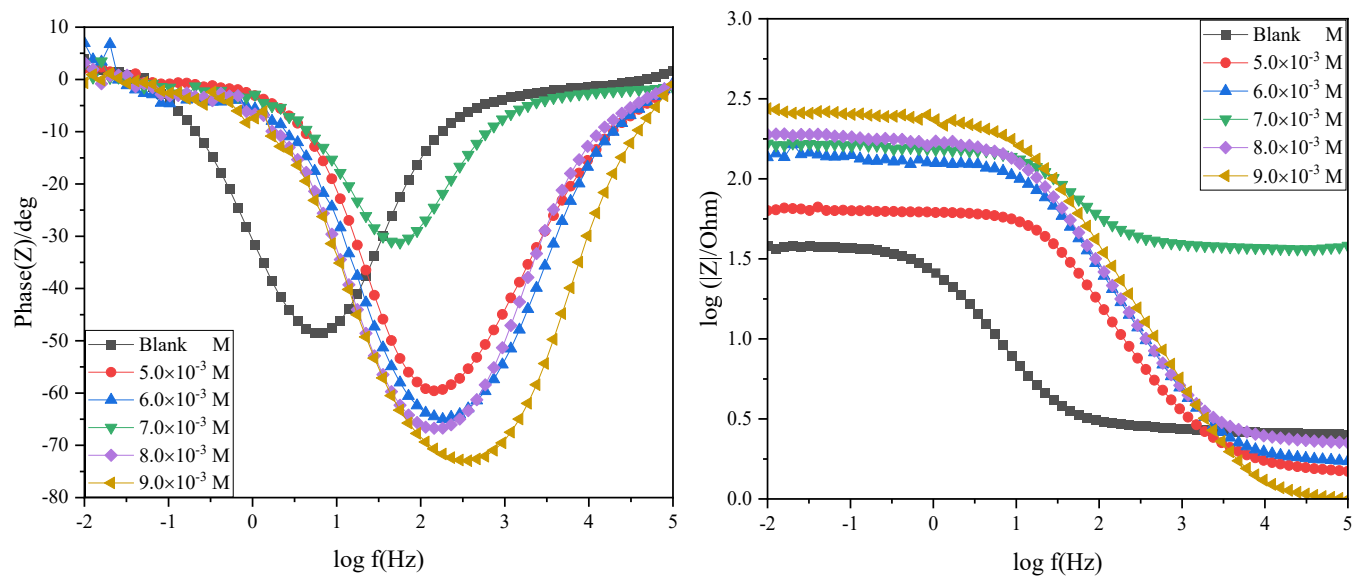 10
0
-10
-20
-30
-40
-50
-60
-70
-80
Phase(Z)/deg
-2
-1
0
1
2
3
4
5
log f(Hz)
Blank M
5.0×10⁻³ M
6.0×10⁻³ M
7.0×10⁻³ M
8.0×10⁻³ M
9.0×10⁻³ M
3.0
2.5
2.0
1.5
1.0
0.5
0.0
log (|Z|/Ohm)
-2
-1
0
1
2
3
4
5
log f(Hz)
Blank M
5.0×10⁻³ M
6.0×10⁻³ M
7.0×10⁻³ M
8.0×10⁻³ M
9.0×10⁻³ M